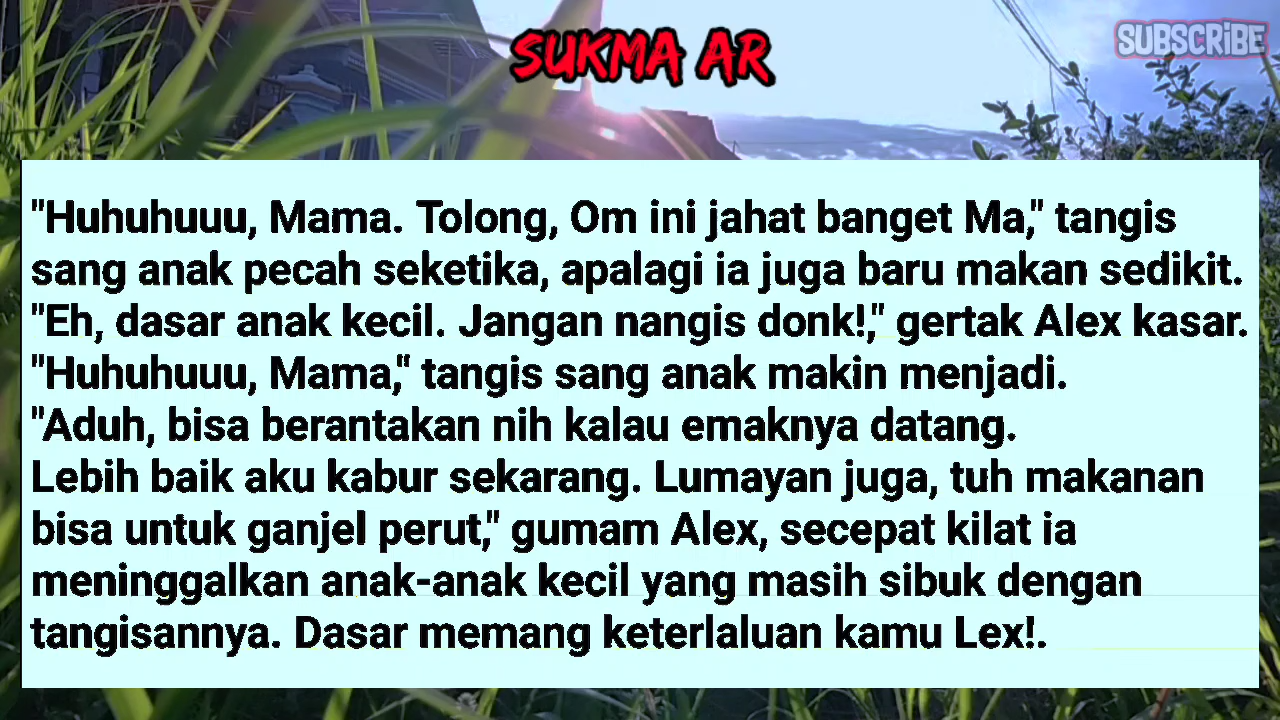 SUKMA AR
SUBSCRIBE
"Huhuhuuu, Mama. Tolong, Om ini jahat banget Ma," tangis
sang anak pecah seketika, apalagi ia juga baru makan sedikit.
"Eh, dasar anak kecil. Jangan nangis donk!," gertak Alex kasar.
"Huhuhuuu, Mama," tangis sang anak makin menjadi.
"Aduh, bisa berantakan nih kalau emaknya datang.
Lebih baik aku kabur sekarang. Lumayan juga, tuh makanan
bisa untuk ganjel perut," gumam Alex, secepat kilat ia
meninggalkan anak-anak kecil yang masih sibuk dengan
tangisannya. Dasar memang keterlaluan kamu Lex!.